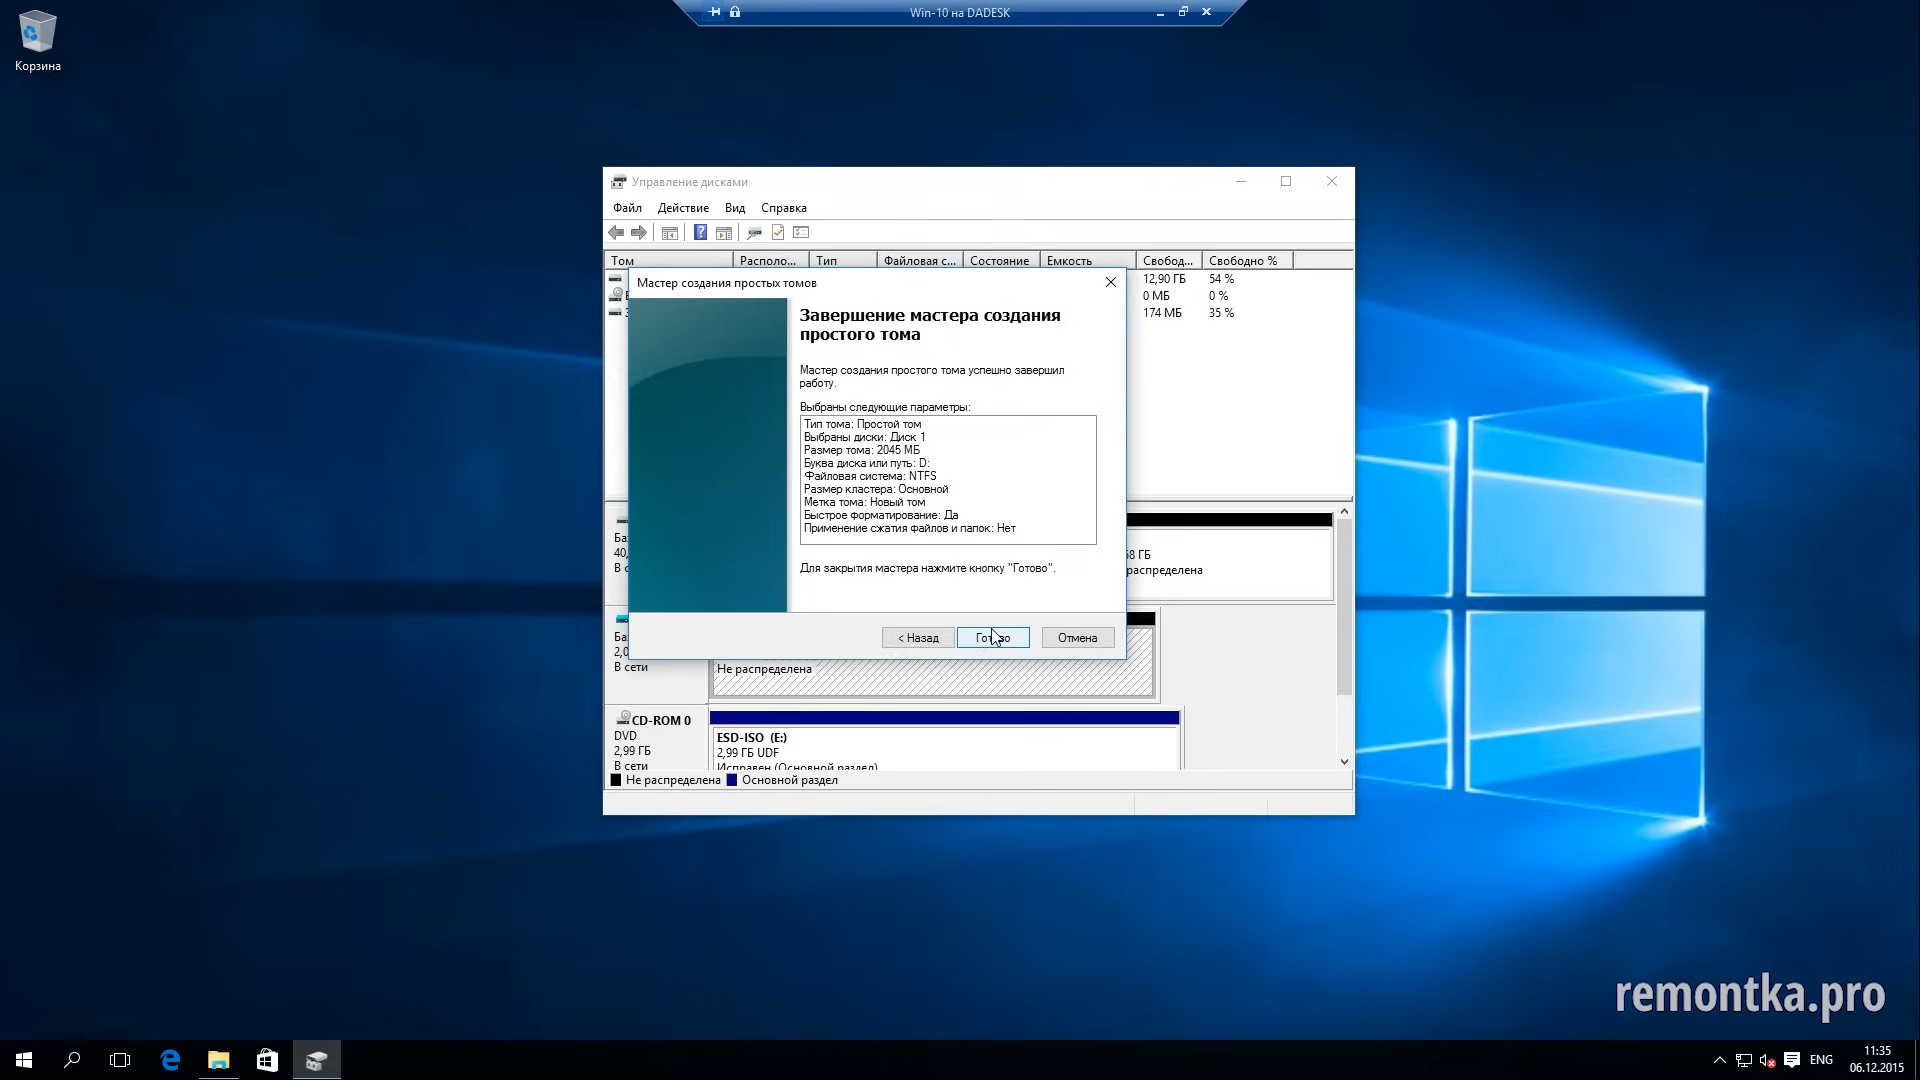 Win-10 на DADESK
Корзина
Управление дисками
Файл Действие Вид Справка
Том Располо... Тип Файловая с... Состояние Емкость Свобод... Свободно %
12,90 ГБ 54 %
0 МБ 0 %
174 МБ 35 %
Мастер создания простых томов
Завершение мастера создания
простого тома
Мастер создания простого тома успешно завершил
работу.
Выбраны следующие параметры:
Тип тома: Простой том
Выбраны диски: Диск 1
Размер тома: 2045 МБ
Буква диска или путь: D:
Файловая система: NTFS
Размер кластера: Основной
Метка тома: Новый том
Быстрое форматирование: Да
Применение сжатия файлов и папок: Нет
Для закрытия мастера нажмите кнопку "Готово".
< Назад Отмена
Баз
40,
В с
8 ГБ
распределена
Баз
2,0
В сети
Не распределена
CD-ROM 0
DVD
2,99 ГБ
В сети
ESD-ISO (E:)
2,99 ГБ UDF
Исправен (Основной раздел)
Не распределена Основной раздел
remontka.pro
ENG
11:35
06.12.2015